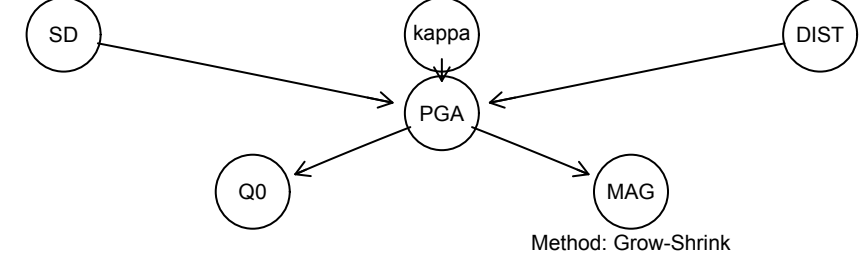 SD
kappa
DIST
PGA
Q0
MAG
Method: Grow-Shrink